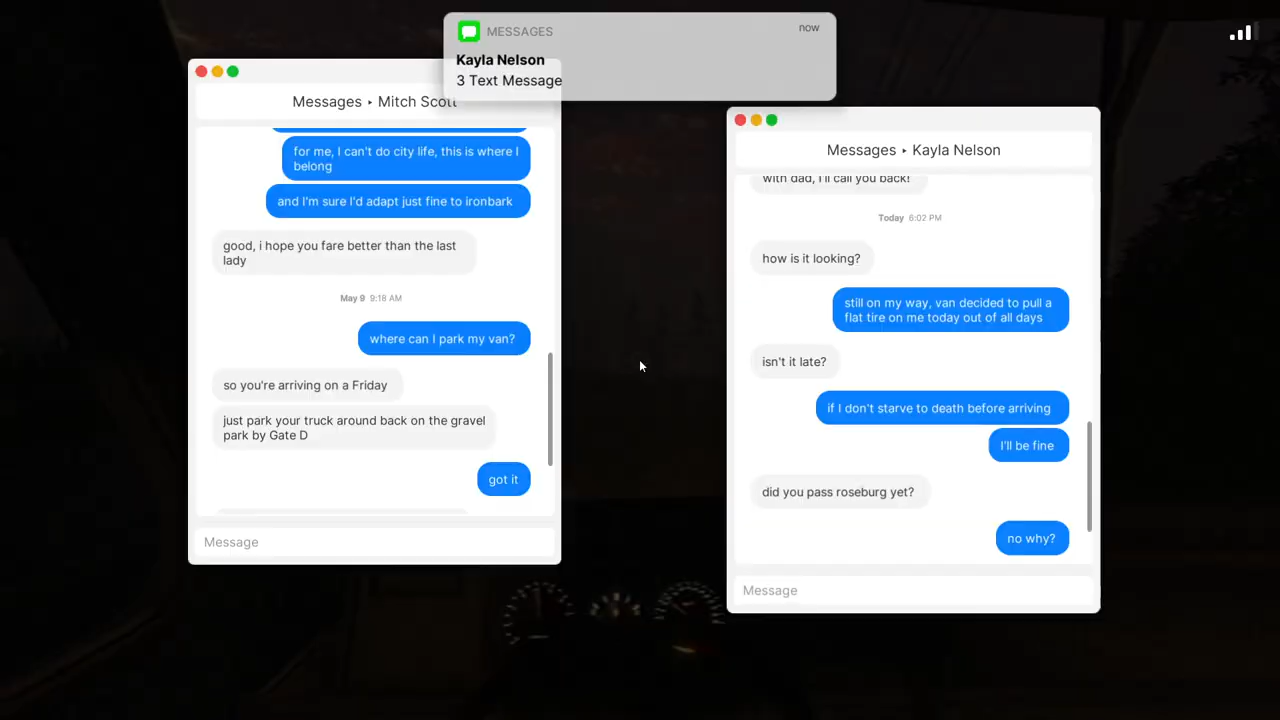 MESSAGES
now
Kayla Nelson
3 Text Message
Messages ▸ Mitch Scott
for me, I can't do city life, this is where I
belong
and I'm sure I'd adapt just fine to ironbark
good, i hope you fare better than the last
lady
May 9 9:18 AM
where can I park my van?
so you're arriving on a Friday
just park your truck around back on the gravel
park by Gate D
got it
Message
Messages ▸ Kayla Nelson
with dad, I'll call you back!
Today 6:02 PM
how is it looking?
still on my way, van decided to pull a
flat tire on me today out of all days
isn't it late?
if I don't starve to death before arriving
I'll be fine
did you pass roseburg yet?
no why?
Message